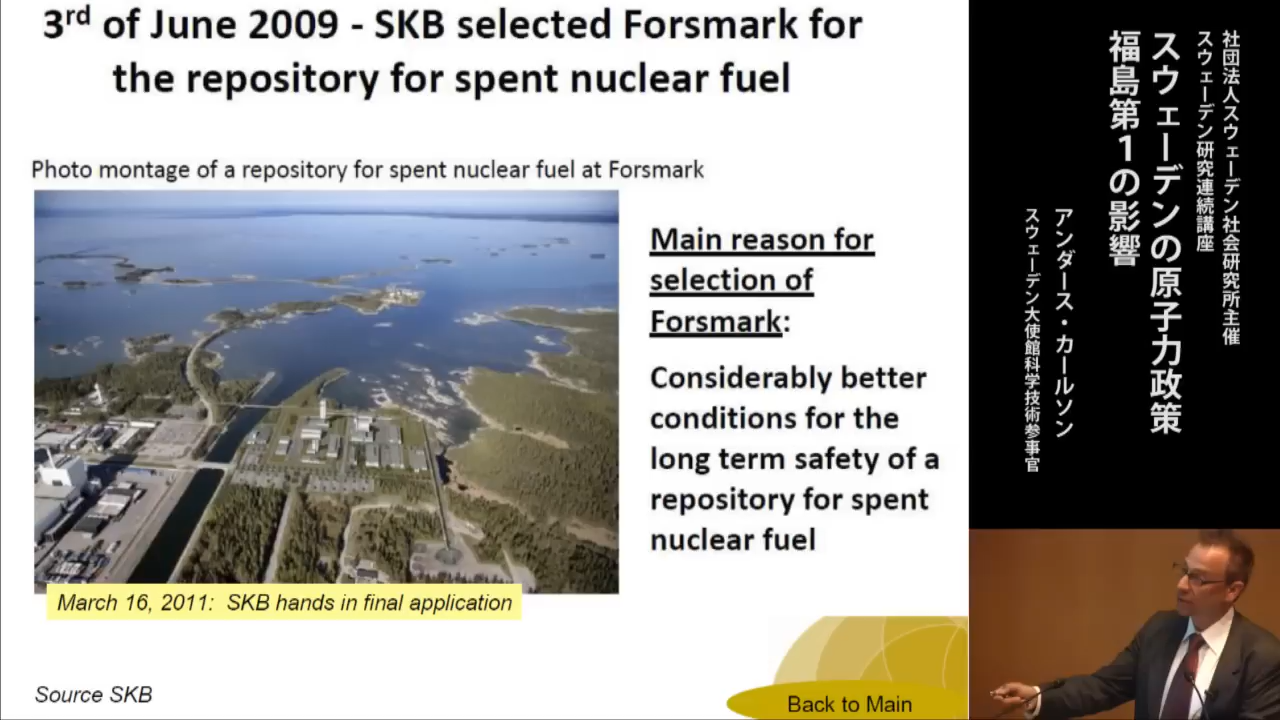 3rd of June 2009 - SKB selected Forsmark for
the repository for spent nuclear fuel
Photo montage of a repository for spent nuclear fuel at Forsmark
Main reason for
selection of
Forsmark:
Considerably better
conditions for the
long term safety of a
repository for spent
nuclear fuel
March 16, 2011: SKB hands in final application
Source SKB
Back to Main
社団法人スウェーデン社会研究所主催
スウェーデン研究連続講座
スウェーデンの原子力政策
福島第1の影響
アンダース・カールソン
スウェーデン大使館科学技術参事官